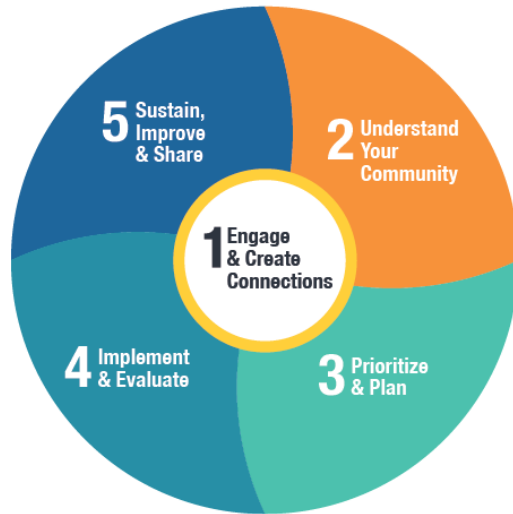 1 Engage
& Create
Connections
2 Understand
Your
Community
3 Prioritize
& Plan
4 Implement
& Evaluate
5 Sustain,
Improve
& Share